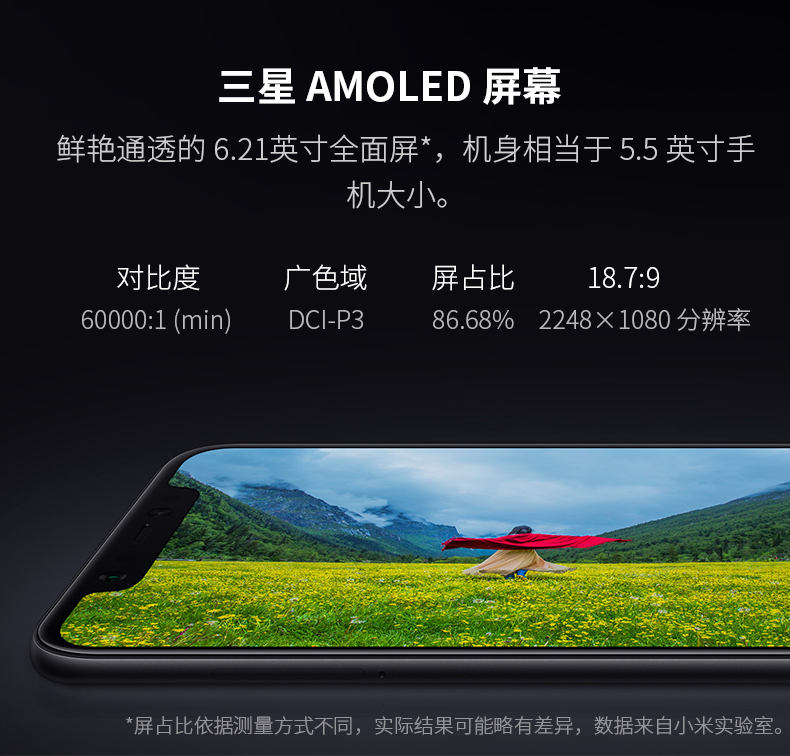 三星 AMOLED 屏幕
鲜艳通透的 6.21英寸全面屏*，机身相当于 5.5 英寸手
机大小。
对比度 广色域 屏占比 18.7:9
60000:1 (min) DCI-P3 86.68% 2248×1080 分辨率
*屏占比依据测量方式不同，实际结果可能略有差异，数据来自小米实验室。